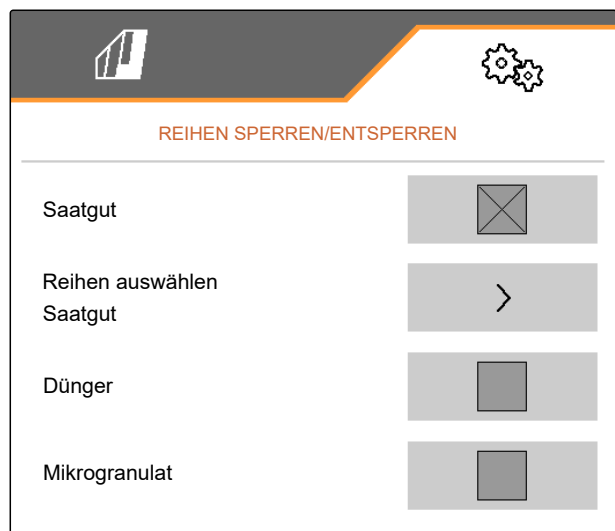 REIHEN SPERREN/ENTSPERREN
Saatgut
Reihen auswählen
Saatgut
Dünger
Mikrogranulat